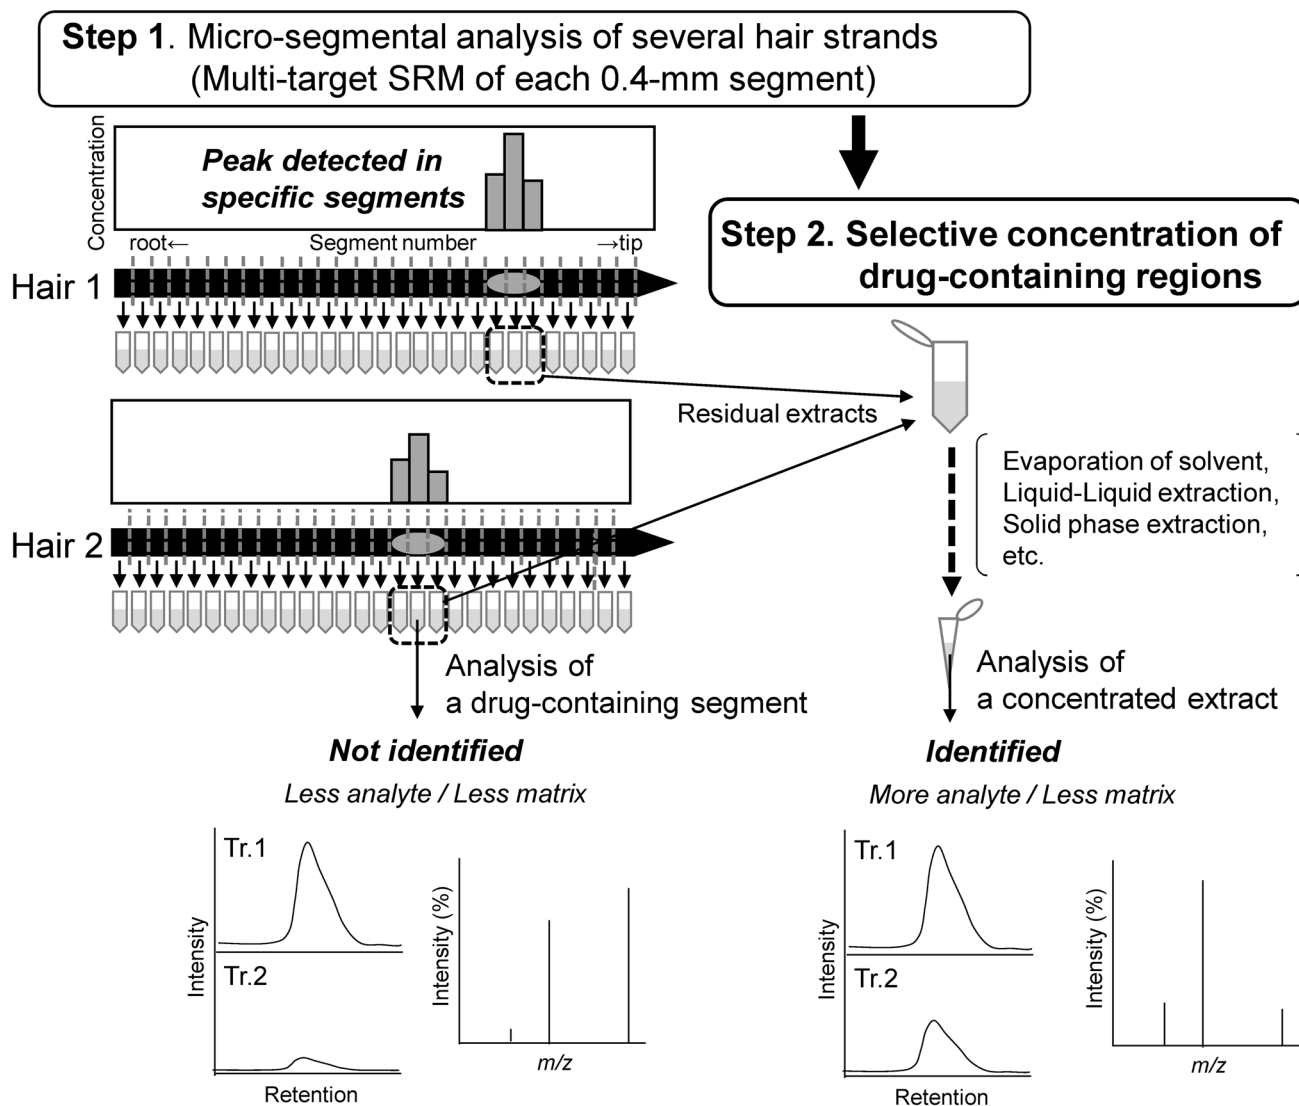 Step 1. Micro-segmental analysis of several hair strands
(Multi-target SRM of each 0.4-mm segment)
Concentration
Peak detected in
specific segments
root←
Segment number
→tip
Hair 1
Step 2. Selective concentration of
drug-containing regions
Residual extracts
Hair 2
Evaporation of solvent,
Liquid-Liquid extraction,
Solid phase extraction,
etc.
Analysis of
a drug-containing segment
Analysis of
a concentrated extract
Not identified
Less analyte / Less matrix
Identified
More analyte / Less matrix
Tr.1
Tr.2
Intensity
Retention
Intensity (%)
m/z
Tr.1
Tr.2
Intensity
Retention
Intensity (%)
m/z